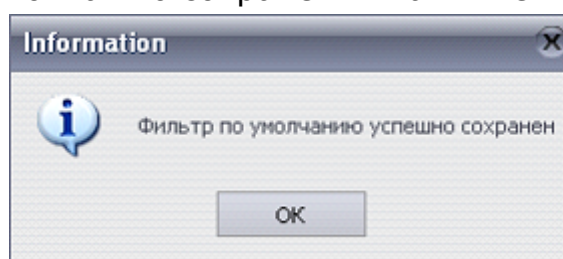 Information
Фильтр по умолчанию успешно сохранен
OK